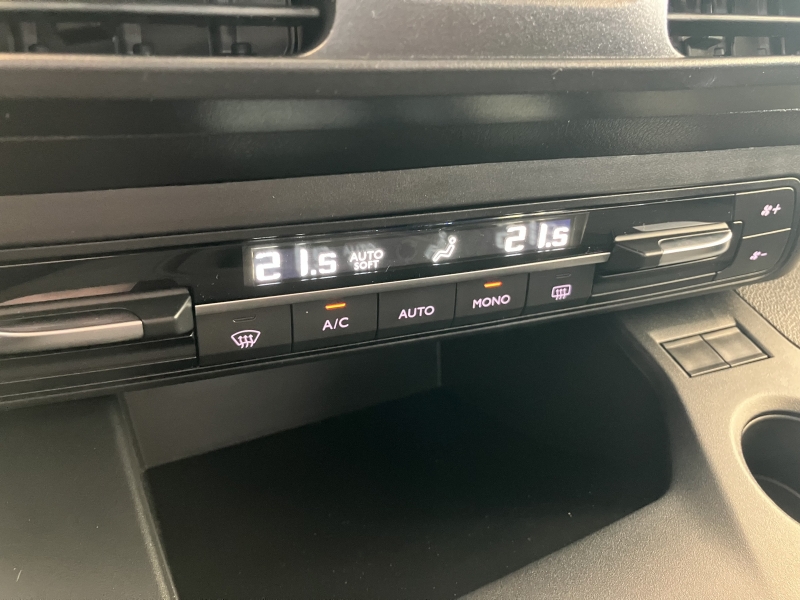 21.5 AUTO SOFT 21.5
A/C AUTO MONO
+
-